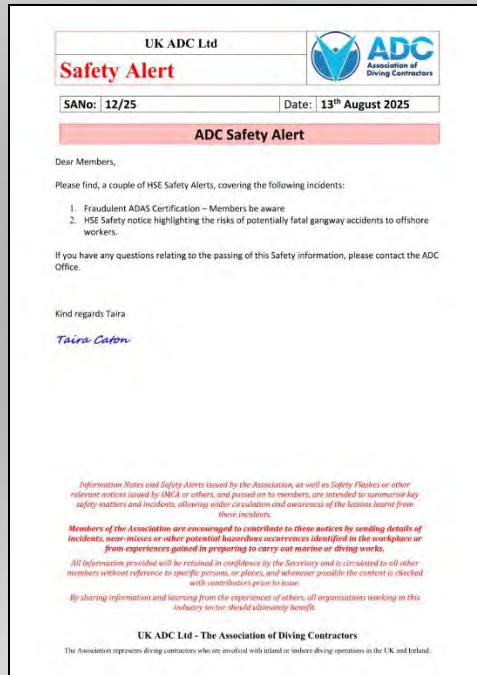 UK ADC Ltd
Safety Alert
ADC
Association of
Diving Contractors
SANo: 12/25 Date: 13th August 2025
ADC Safety Alert
Dear Members,
Please find, a couple of HSE Safety Alerts, covering the following incidents:
1. Fraudulent ADAS Certification – Members be aware
2. HSE Safety notice highlighting the risks of potentially fatal gangway accidents to offshore
workers.
If you have any questions relating to the passing of this Safety information, please contact the ADC
Office.
Kind regards Taira
Taira Caton
Information Notes and Safety Alerts issued by the Association, as well as Safety Flashes or other
relevant notices issued by IMCA or others, and passed on to members, are intended to summarise key
safety matters and incidents, allowing wider circulation and awareness of the lessons learnt from
these incidents.
Members of the Association are encouraged to contribute to these notices by sending details of
incidents, near-misses or other potential hazardous occurrences identified in the workplace or
from experiences gained in preparing to carry out marine or diving works.
All information provided will be retained in confidence by the Secretary and is circulated to all other
members without reference to specific persons, or places, and whenever possible the content is checked
with contributors prior to issue.
By sharing information and learning from the experiences of others, all organisations working in this
industry sector should ultimately benefit.
UK ADC Ltd - The Association of Diving Contractors
The Association represents diving contractors who are involved with inland or inshore diving operations in the UK and Ireland.